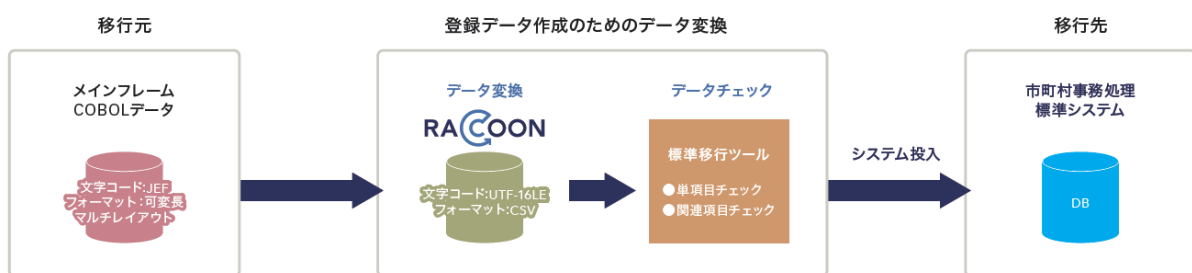 移行元
登録データ作成のためのデータ変換
移行先
メインフレーム
COBOLデータ
文字コード:JEF
フォーマット:可変長
マルチレイアウト
データ変換
RACCOON
文字コード:UTF-16LE
フォーマット:CSV
データチェック
標準移行ツール
●単項目チェック
●関連項目チェック
システム投入
市町村事務処理
標準システム
DB